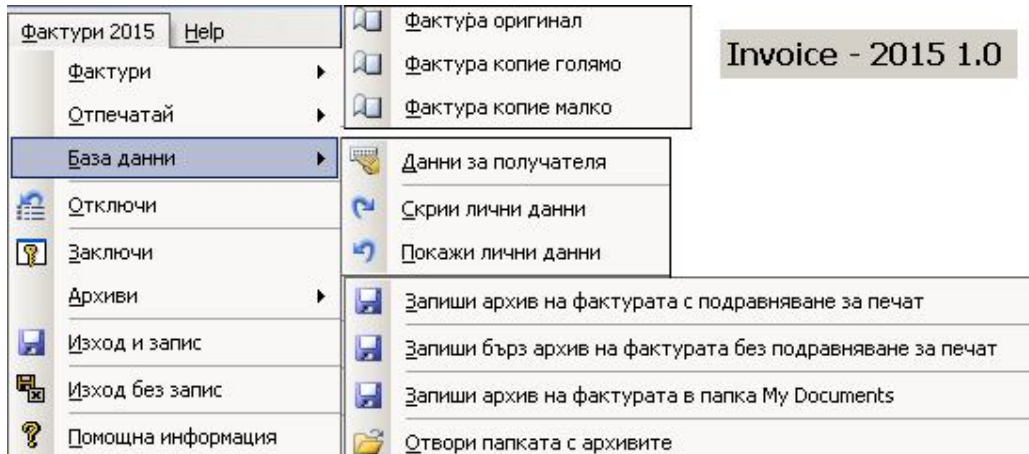 Фактури 2015 Help
Фактури
Отпечатай
База данни
Отключи
Заключи
Архиви
Изход и запис
Изход без запис
Помощна информация
Фактура оригинал
Фактура копие голямо
Фактура копие малко
Данни за получателя
Скрии лични данни
Покажи лични данни
Запиши архив на фактурата с подравняване за печат
Запиши бърз архив на фактурата без подравняване за печат
Запиши архив на фактурата в папка My Documents
Отвори папката с архивите
Invoice - 2015 1.0